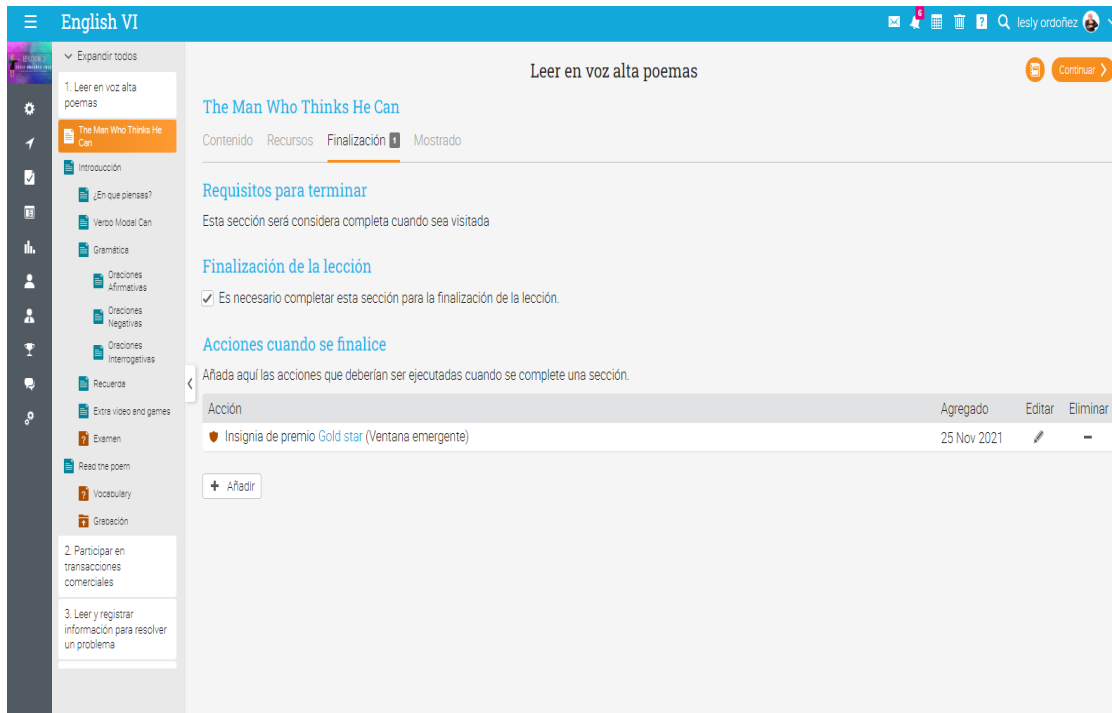 English VI
6
lesly ordoñez
Expandir todos
1. Leer en voz alta
poemas
The Man Who Thinks He
Can
Introducción
¿En que piensas?
Verbo Modal Can
Gramática
Oraciones
Afirmativas
Oraciones
Negativas
Oraciones
Interrogativas
Recuerda
Extra video and games
Examen
Read the poem
Vocabulary
Grabación
2. Participar en
transacciones
comerciales
3. Leer y registrar
información para resolver
un problema
Leer en voz alta poemas
Continuar
The Man Who Thinks He Can
Contenido Recursos Finalización 1 Mostrado
Requisitos para terminar
Esta sección será considera completa cuando sea visitada
Finalización de la lección
Es necesario completar esta sección para la finalización de la lección.
Acciones cuando se finalice
Añada aquí las acciones que deberían ser ejecutadas cuando se complete una sección.
Acción Agregado Editar Eliminar
Insignia de premio Gold star (Ventana emergente) 25 Nov 2021
+ Añadir